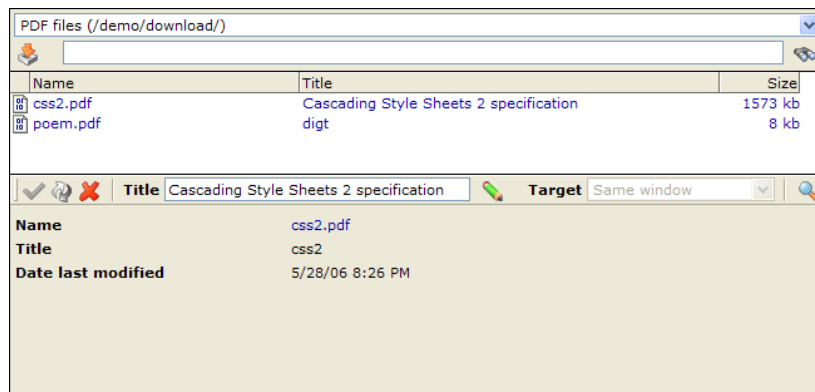 PDF files (/demo/download/)
Name Title Size
css2.pdf Cascading Style Sheets 2 specification 1573 kb
poem.pdf digt 8 kb
Title Cascading Style Sheets 2 specification Target Same window
Name css2.pdf
Title css2
Date last modified 5/28/06 8:26 PM